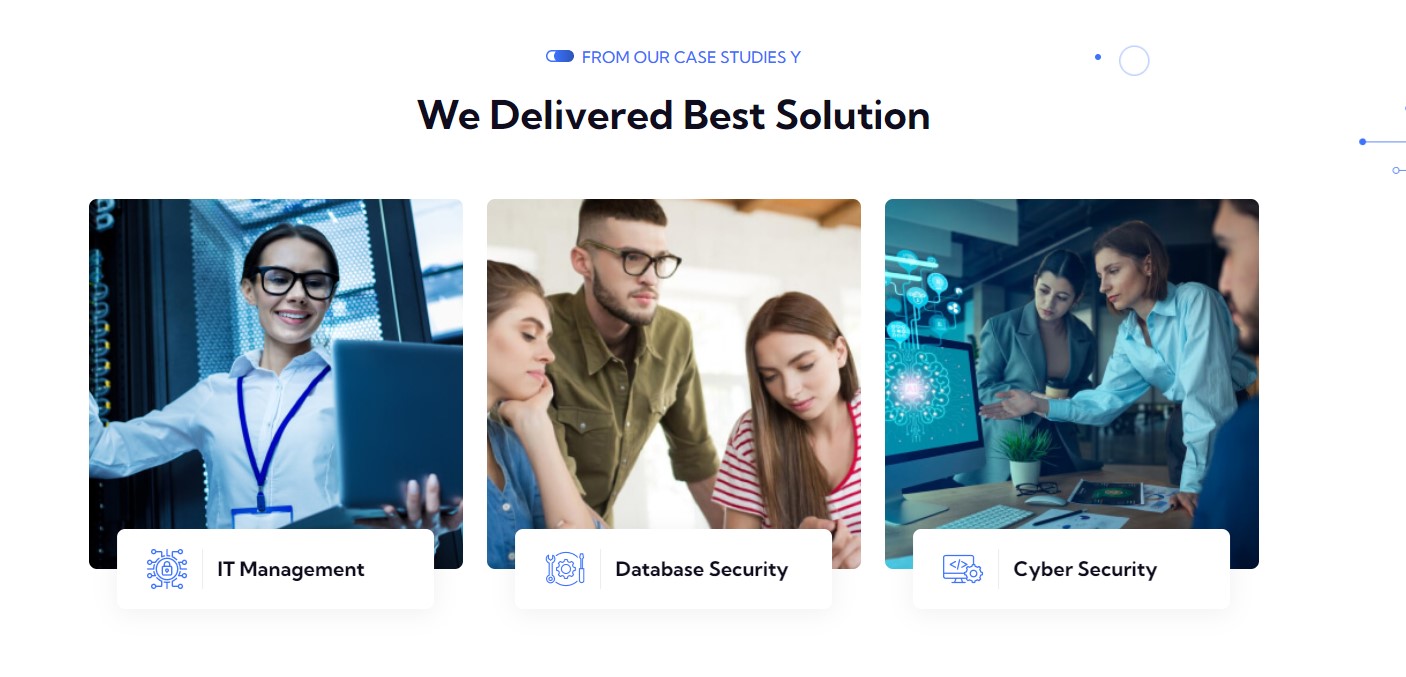 FROM OUR CASE STUDIES Y
We Delivered Best Solution
IT Management
Database Security
Cyber Security